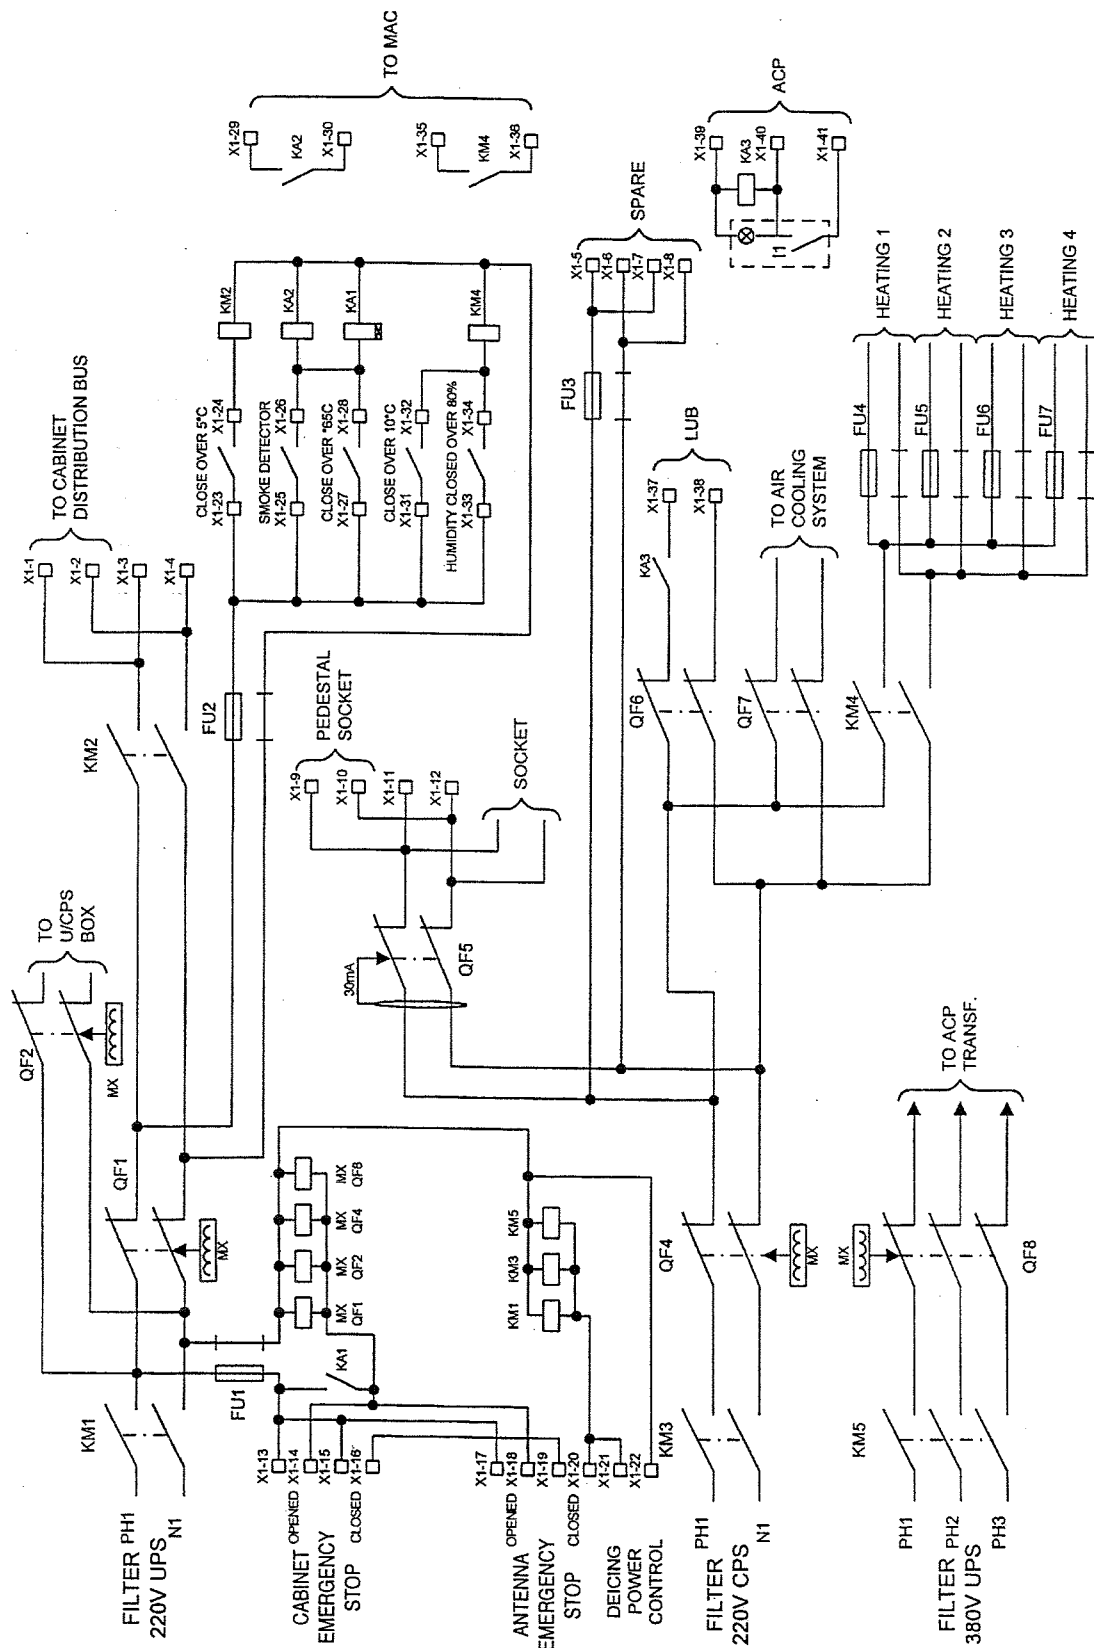 FILTER
220V UPS
PH1
N1
KM1
QF1
MX
QF2
MX
TO
U/CPS
BOX
KM2
TO CABINET
DISTRIBUTION BUS
X1-1
X1-2
X1-3
X1-4
FU1
FU2
CABINET
EMERGENCY
STOP
OPENED
CLOSED
X1-13
X1-14
X1-15
X1-16
KA1
MX
QF1
MX
QF2
MX
QF4
MX
QF8
CLOSE OVER 5°C
X1-23
X1-24
KM2
SMOKE DETECTOR
X1-25
X1-26
KA2
CLOSE OVER *65C
X1-27
X1-28
KA1
CLOSE OVER 10°C
X1-31
X1-32
HUMIDITY CLOSED OVER 80%
X1-33
X1-34
KM4
TO MAC
X1-29
KA2
X1-30
X1-35
KM4
X1-36
PEDESTAL
SOCKET
X1-9
X1-10
X1-11
X1-12
SOCKET
30mA
QF5
ANTENNA
EMERGENCY
STOP
OPENED
CLOSED
X1-17
X1-18
X1-19
X1-20
X1-21
X1-22
KM1
KM3
KM5
DEICING
POWER
CONTROL
FU3
SPARE
X1-5
X1-6
X1-7
X1-8
ACP
X1-39
KA3
X1-40
X1-41
I1
FILTER
220V CPS
PH1
N1
KM3
QF4
MX
QF6
KA3
X1-37
X1-38
LUB
QF7
TO AIR
COOLING
SYSTEM
KM4
FU4
FU5
FU6
FU7
HEATING 1
HEATING 2
HEATING 3
HEATING 4
FILTER
380V UPS
PH1
PH2
PH3
KM5
MX
QF8
TO ACP
TRANSF.